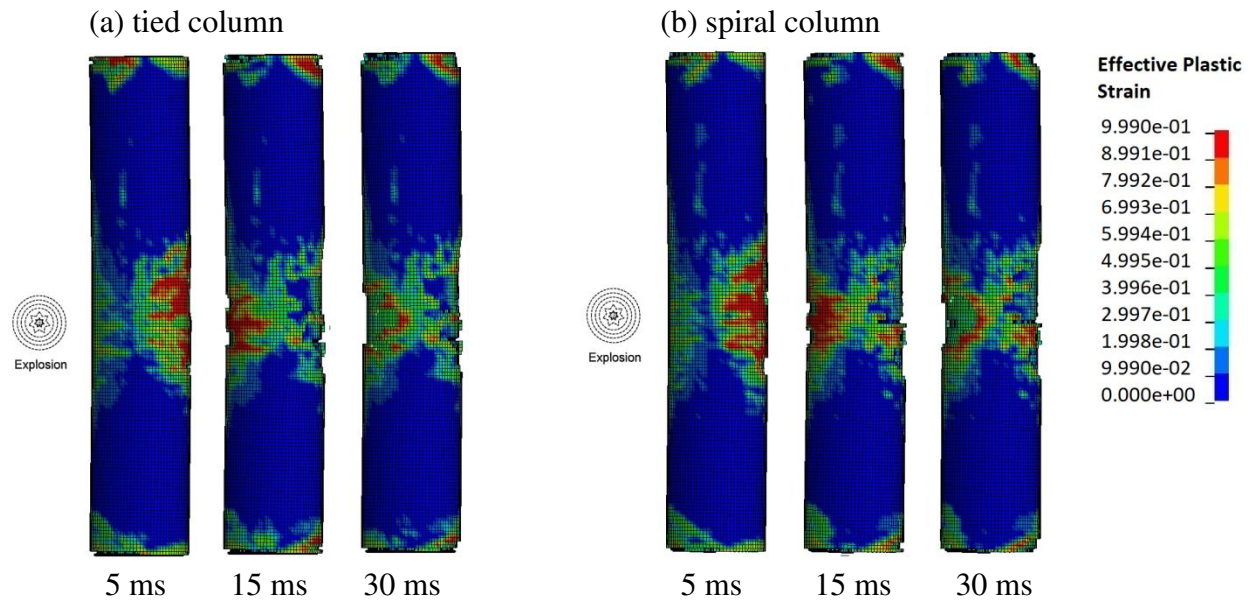 (a) tied column
(b) spiral column
Effective Plastic
Strain
9.990e-01
8.991e-01
7.992e-01
6.993e-01
5.994e-01
4.995e-01
3.996e-01
2.997e-01
1.998e-01
9.990e-02
0.000e+00
Explosion
Explosion
5 ms
15 ms
30 ms
5 ms
15 ms
30 ms